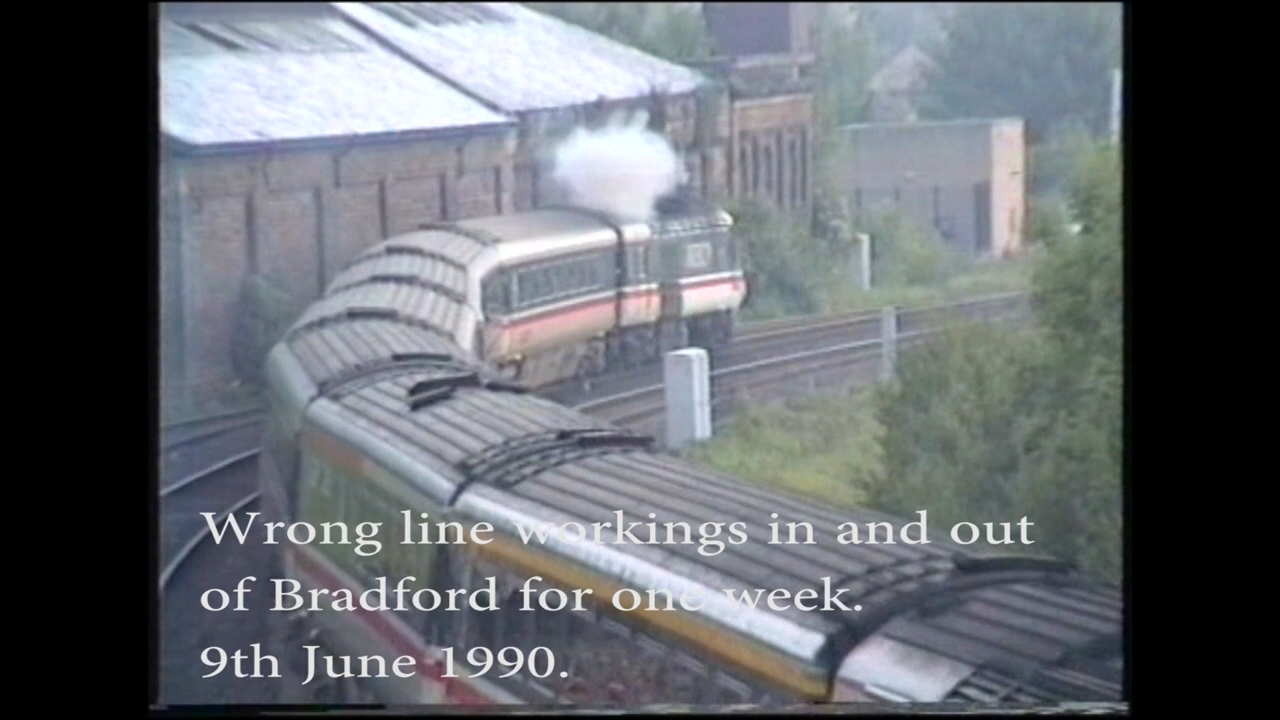 Wrong line workings in and out
of Bradford for one week.
9th June 1990.